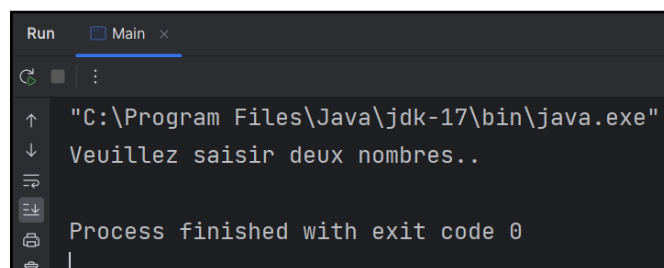 Run Main
"C:\Program Files\Java\jdk-17\bin\java.exe"
Veuillez saisir deux nombres..
Process finished with exit code 0